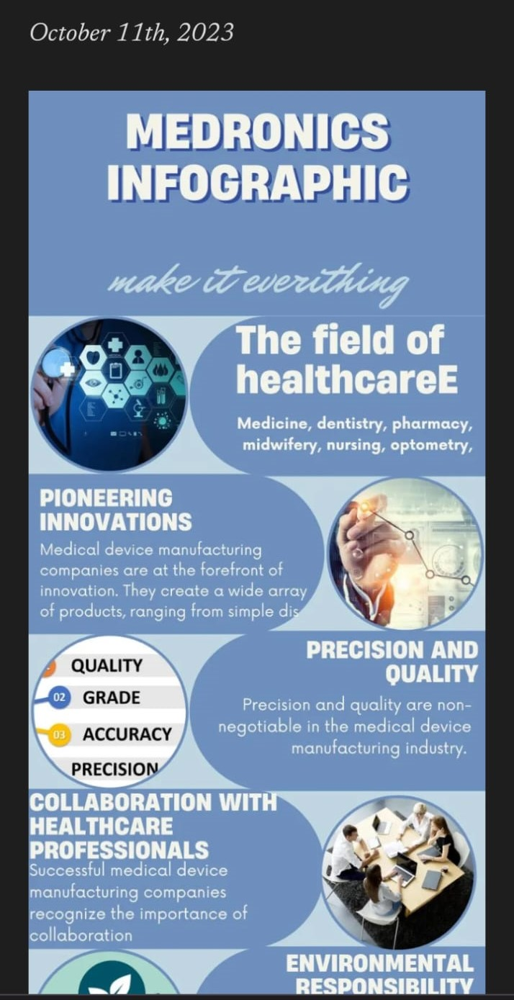 October 11th, 2023
MEDRONICS
INFOGRAPHIC
make it everithing
The field of
healthcareE
Medicine, dentistry, pharmacy,
midwifery, nursing, optometry,
PIONEERING
INNOVATIONS
Medical device manufacturing
companies are at the forefront of
innovation. They create a wide array
of products, ranging from simple dis
QUALITY
02 GRADE
03 ACCURACY
PRECISION
PRECISION AND
QUALITY
Precision and quality are non-
negotiable in the medical device
manufacturing industry.
COLLABORATION WITH
HEALTHCARE
PROFESSIONALS
Successful medical device
manufacturing companies
recognize the importance of
collaboration
ENVIRONMENTAL
RESPONSIBILITY